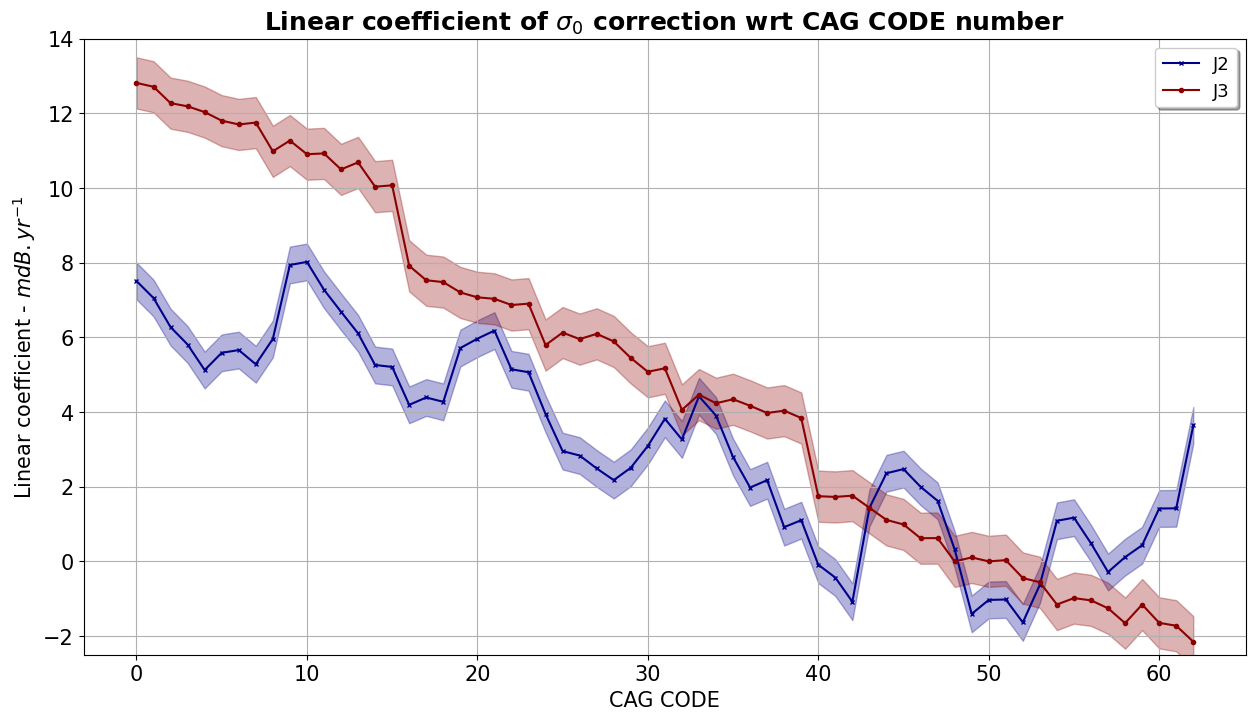 Linear coefficient of σ₀ correction wrt CAG CODE number
J2
J3
Linear coefficient - mdB.yr⁻¹
14
12
10
8
6
4
2
0
−2
0 10 20 30 40 50 60
CAG CODE